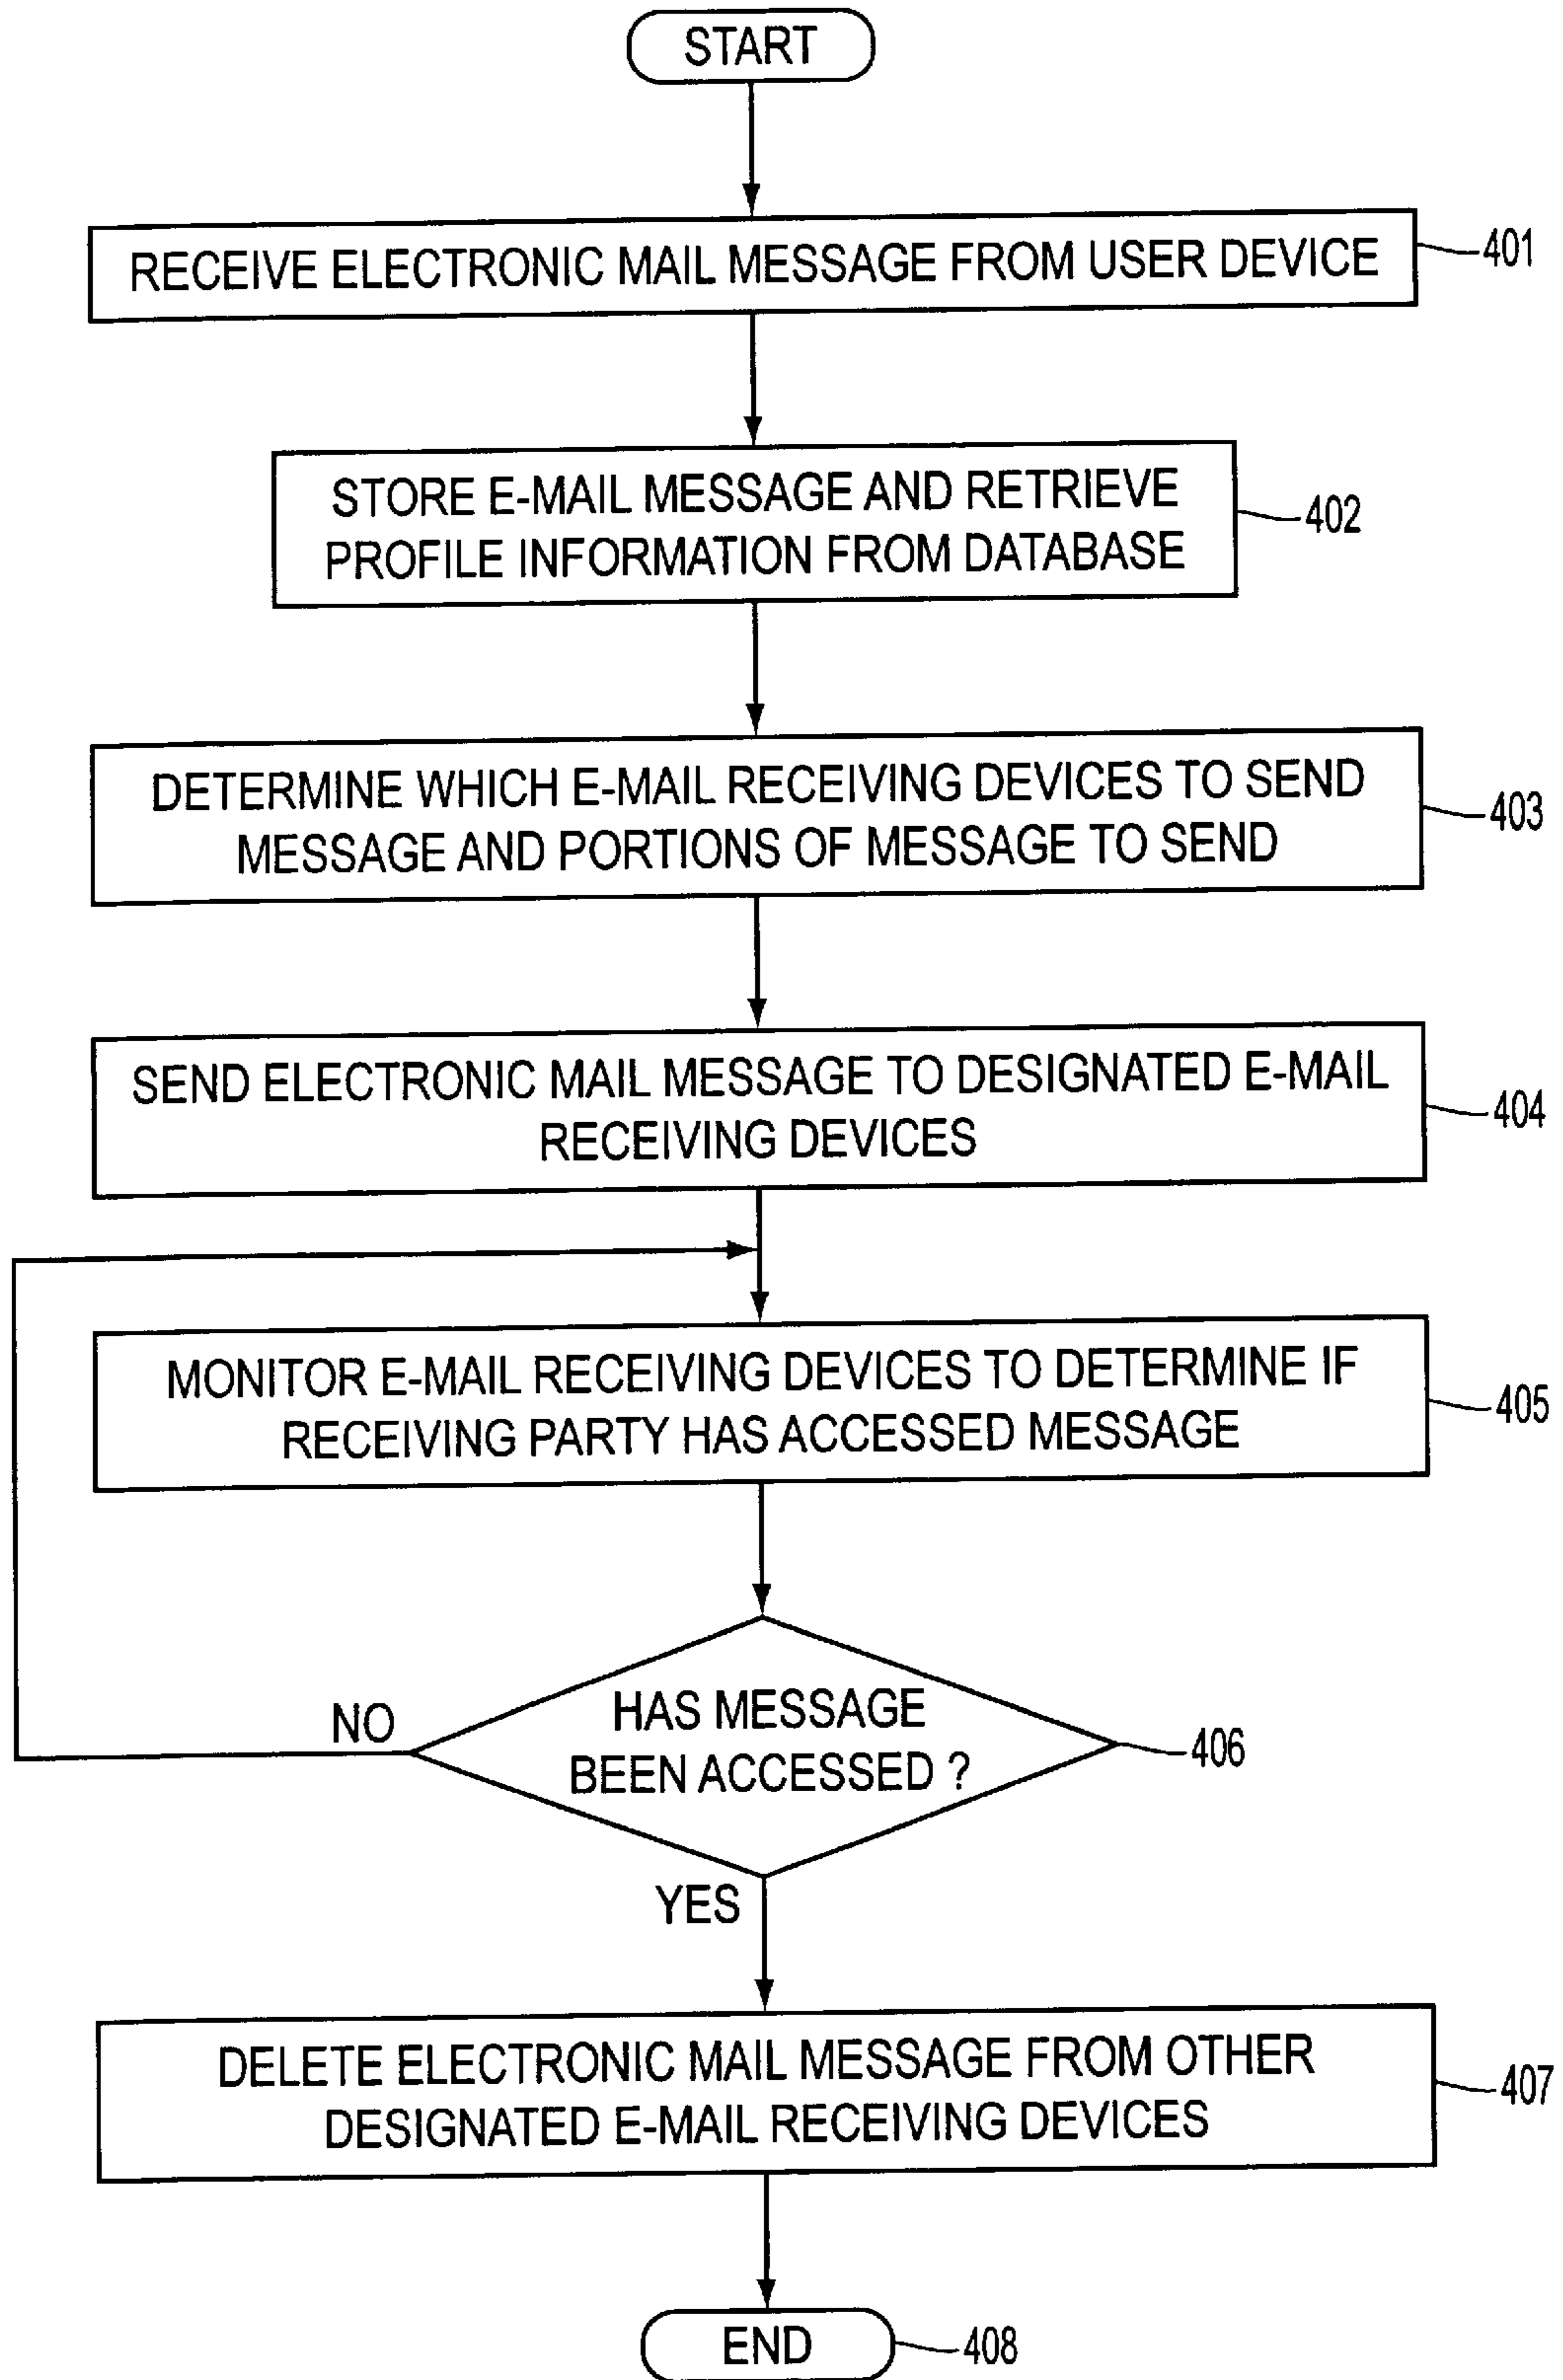 START
RECEIVE ELECTRONIC MAIL MESSAGE FROM USER DEVICE
401
STORE E-MAIL MESSAGE AND RETRIEVE
PROFILE INFORMATION FROM DATABASE
402
DETERMINE WHICH E-MAIL RECEIVING DEVICES TO SEND
MESSAGE AND PORTIONS OF MESSAGE TO SEND
403
SEND ELECTRONIC MAIL MESSAGE TO DESIGNATED E-MAIL
RECEIVING DEVICES
404
MONITOR E-MAIL RECEIVING DEVICES TO DETERMINE IF
RECEIVING PARTY HAS ACCESSED MESSAGE
405
HAS MESSAGE
BEEN ACCESSED ?
406
NO
YES
DELETE ELECTRONIC MAIL MESSAGE FROM OTHER
DESIGNATED E-MAIL RECEIVING DEVICES
407
END
408